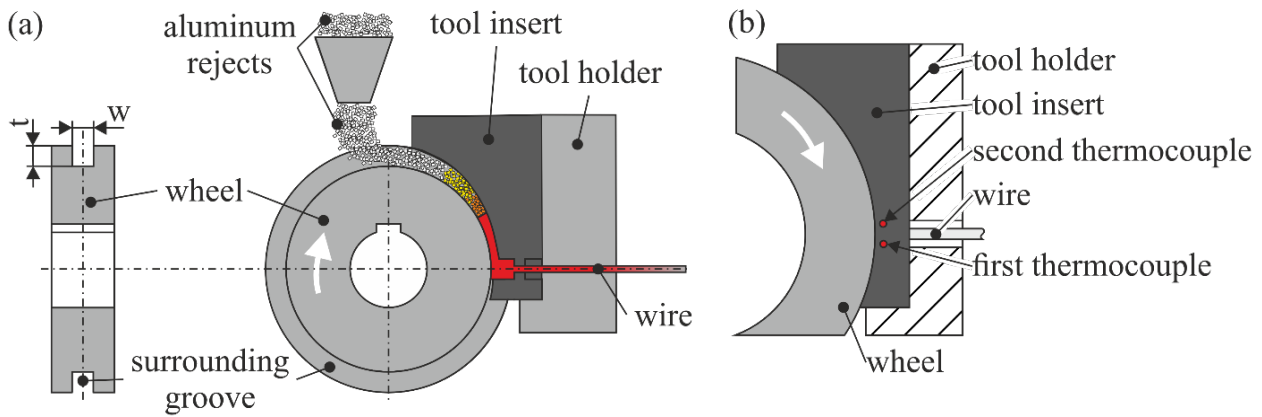 (a)
aluminum
rejects
tool insert
tool holder
t
w
wheel
surrounding
groove
wire
(b)
tool holder
tool insert
second thermocouple
wire
first thermocouple
wheel